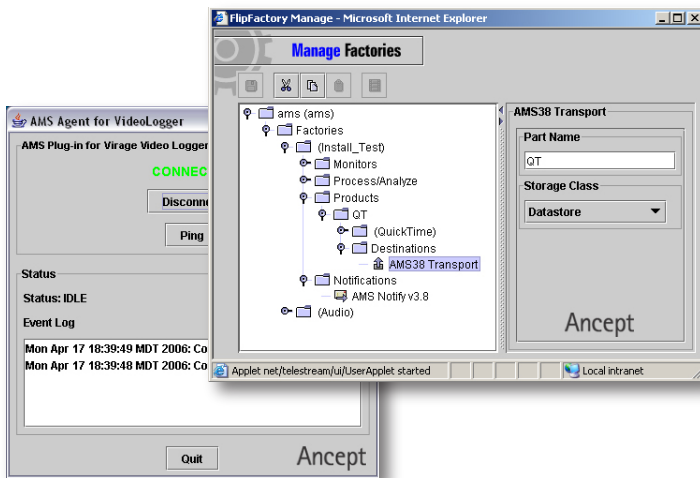 FlipFactory Manage - Microsoft Internet Explorer
Manage Factories
ams (ams)
Factories
(Install_Test)
Monitors
Process/Analyze
Products
QT
(QuickTime)
Destinations
AMS38 Transport
Notifications
AMS Notify v3.8
(Audio)
AMS38 Transport
Part Name
QT
Storage Class
Datastore
Ancept
Applet net/telestream/ui/UserApplet started
Local intranet
AMS Agent for VideoLogger
AMS Plug-in for Virage Video Logger
CONNEC
Disconne
Ping
Status
Status: IDLE
Event Log
Mon Apr 17 18:39:49 MDT 2006: Co
Mon Apr 17 18:39:48 MDT 2006: Co
Quit
Ancept